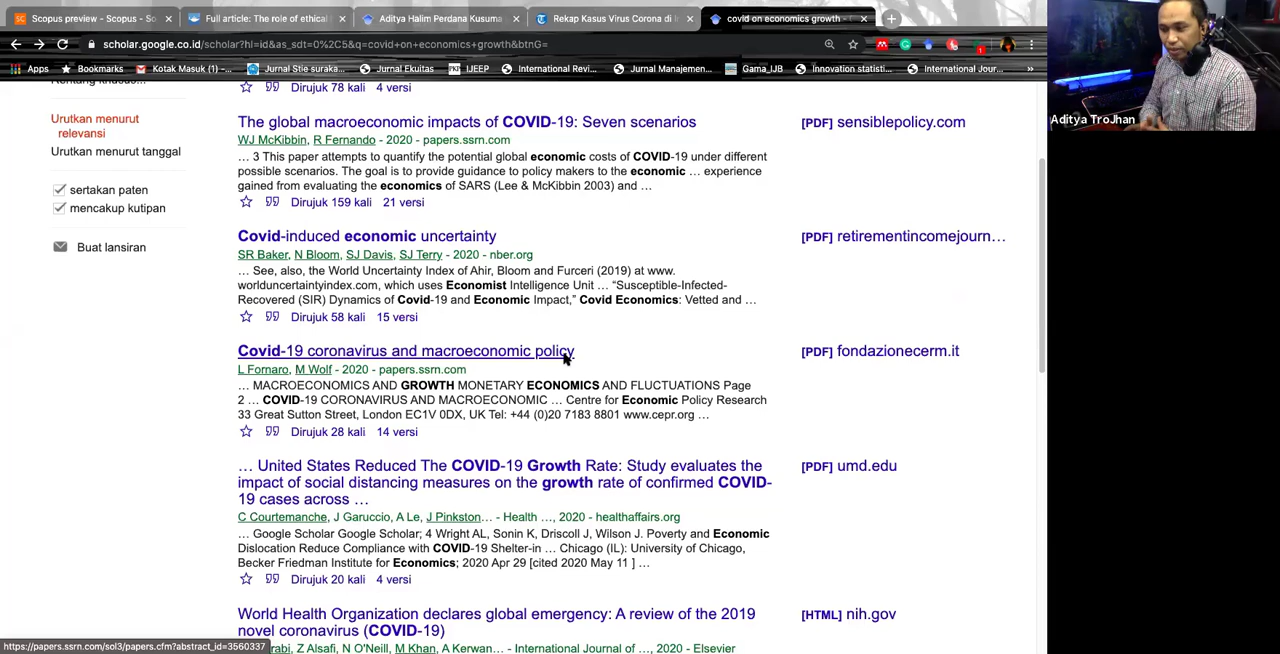 Scopus preview - Scopus - So
Full article: The role of ethical
Aditya Halim Perdana Kusuma
Rekap Kasus Virus Corona di I
covid on economics growth -
scholar.google.co.id/scholar?hl=id&as_sdt=0%2C5&q=covid+on+economics+growth&btnG=
Apps
Bookmarks
Kotak Masuk (1) -...
Jurnal Stie suraka...
Jurnal Ekuitas
IJEEP
International Revi...
Jurnal Manajemen...
Gama_IJB
Innovation statisti...
International Jour...
»
Aditya TroJhan
Kentang khusus...
Urutkan menurut
relevansi
Urutkan menurut tanggal
sertakan paten
mencakup kutipan
Buat lansiran
Dirujuk 78 kali 4 versi
The global macroeconomic impacts of COVID-19: Seven scenarios
[PDF] sensiblepolicy.com
WJ McKibbin, R Fernando - 2020 - papers.ssrn.com
… 3 This paper attempts to quantify the potential global economic costs of COVID-19 under different
possible scenarios. The goal is to provide guidance to policy makers to the economic … experience
gained from evaluating the economics of SARS (Lee & McKibbin 2003) and …
Dirujuk 159 kali 21 versi
Covid-induced economic uncertainty
[PDF] retirementincomejourn…
SR Baker, N Bloom, SJ Davis, SJ Terry - 2020 - nber.org
… See, also, the World Uncertainty Index of Ahir, Bloom and Furceri (2019) at www.
worlduncertaintyindex.com, which uses Economist Intelligence Unit … “Susceptible-Infected-
Recovered (SIR) Dynamics of Covid-19 and Economic Impact,” Covid Economics: Vetted and …
Dirujuk 58 kali 15 versi
Covid-19 coronavirus and macroeconomic policy
[PDF] fondazionecerm.it
L Fornaro, M Wolf - 2020 - papers.ssrn.com
… MACROECONOMICS AND GROWTH MONETARY ECONOMICS AND FLUCTUATIONS Page
2 … COVID-19 CORONAVIRUS AND MACROECONOMIC … Centre for Economic Policy Research
33 Great Sutton Street, London EC1V 0DX, UK Tel: +44 (0)20 7183 8801 www.cepr.org …
Dirujuk 28 kali 14 versi
… United States Reduced The COVID-19 Growth Rate: Study evaluates the
impact of social distancing measures on the growth rate of confirmed COVID-
19 cases across …
[PDF] umd.edu
C Courtemanche, J Garuccio, A Le, J Pinkston… - Health …, 2020 - healthaffairs.org
… Google Scholar Google Scholar; 4 Wright AL, Sonin K, Driscoll J, Wilson J. Poverty and Economic
Dislocation Reduce Compliance with COVID-19 Shelter-in … Chicago (IL): University of Chicago,
Becker Friedman Institute for Economics; 2020 Apr 29 [cited 2020 May 11 ] …
Dirujuk 20 kali 4 versi
World Health Organization declares global emergency: A review of the 2019
novel coronavirus (COVID-19)
[HTML] nih.gov
rabi, Z Alsafi, N O'Neill, M Khan, A Kerwan… - International Journal of …, 2020 - Elsevier
https://papers.ssrn.com/sol3/papers.cfm?abstract_id=3560337